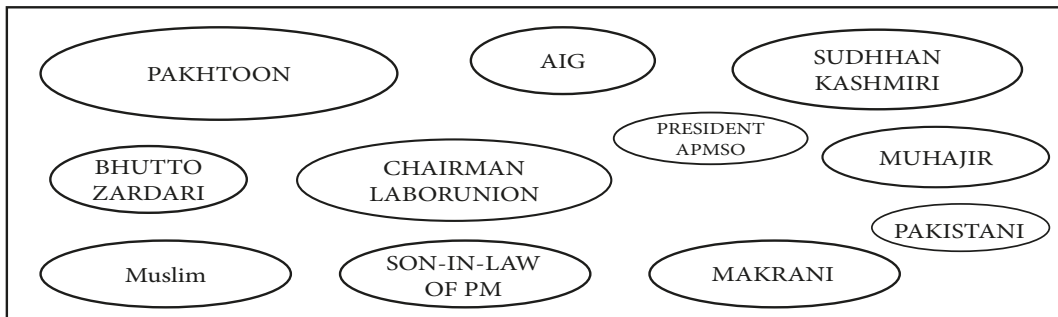 PAKHTOON
AIG
SUDHHAN
KASHMIRI
PRESIDENT
APMSO
BHUTTO
ZARDARI
CHAIRMAN
LABORUNION
MUHAJIR
PAKISTANI
Muslim
SON-IN-LAW
OF PM
MAKRANI